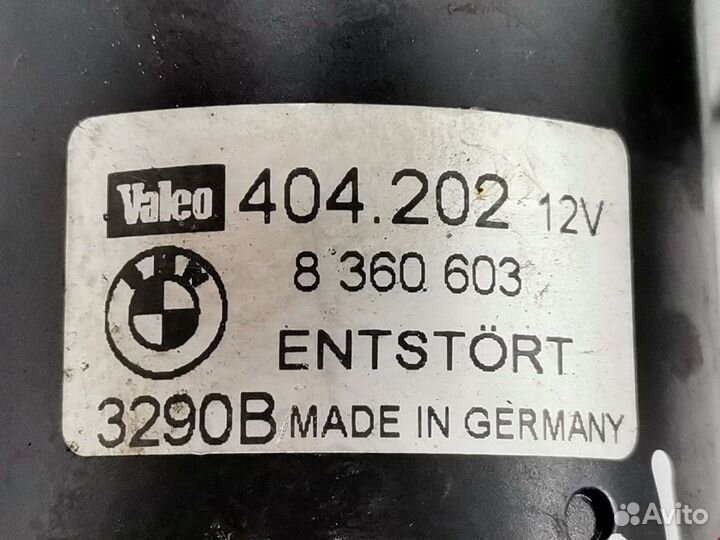 Valeo 404.202 12V
8 360 603
ENTSTÖRT
3290B MADE IN GERMANY
Avito